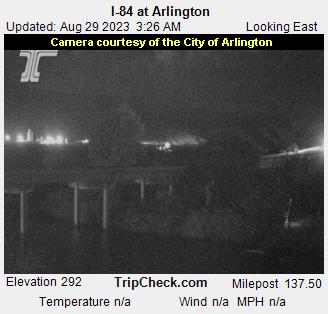 I-84 at Arlington
Updated: Aug 29 2023 3:26 AM Looking East
Camera courtesy of the City of Arlington
Elevation 292 TripCheck.com Milepost 137.50
Temperature n/a Wind n/a MPH n/a